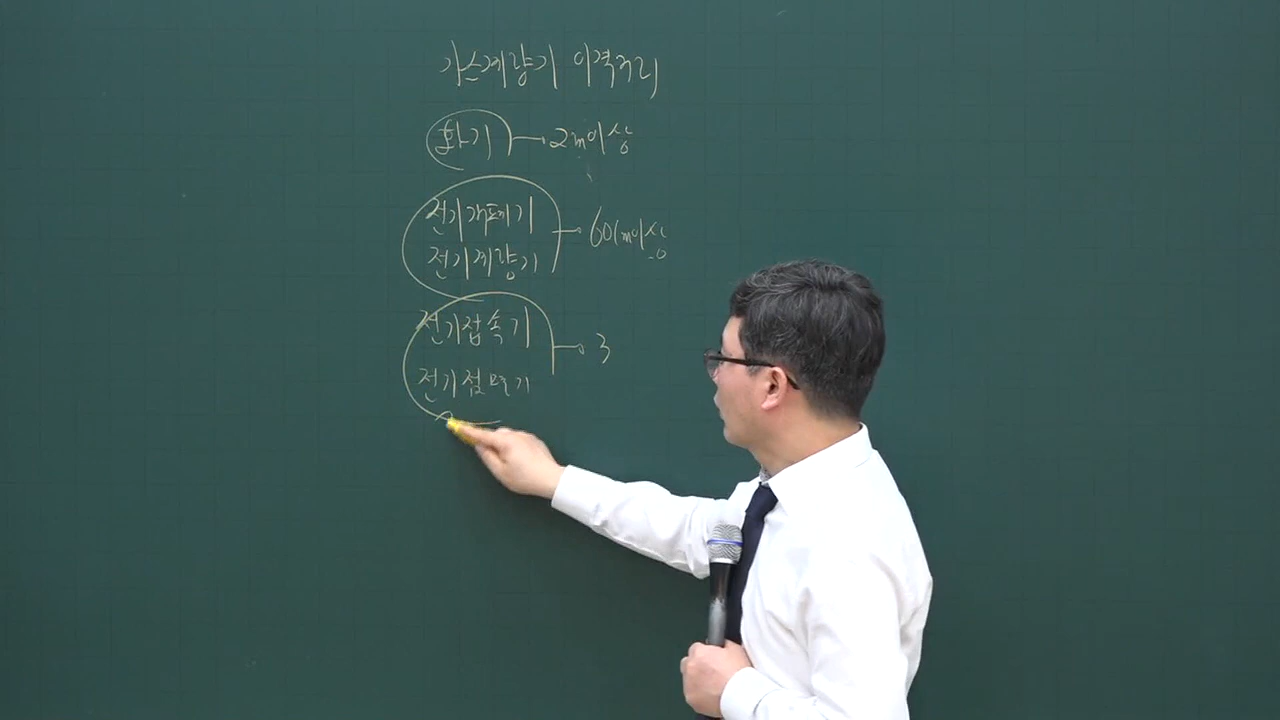 가스계량기 이격거리
화기 2m이상
전기개폐기
전기계량기 60cm이상
전기접속기 3
전기점멸기